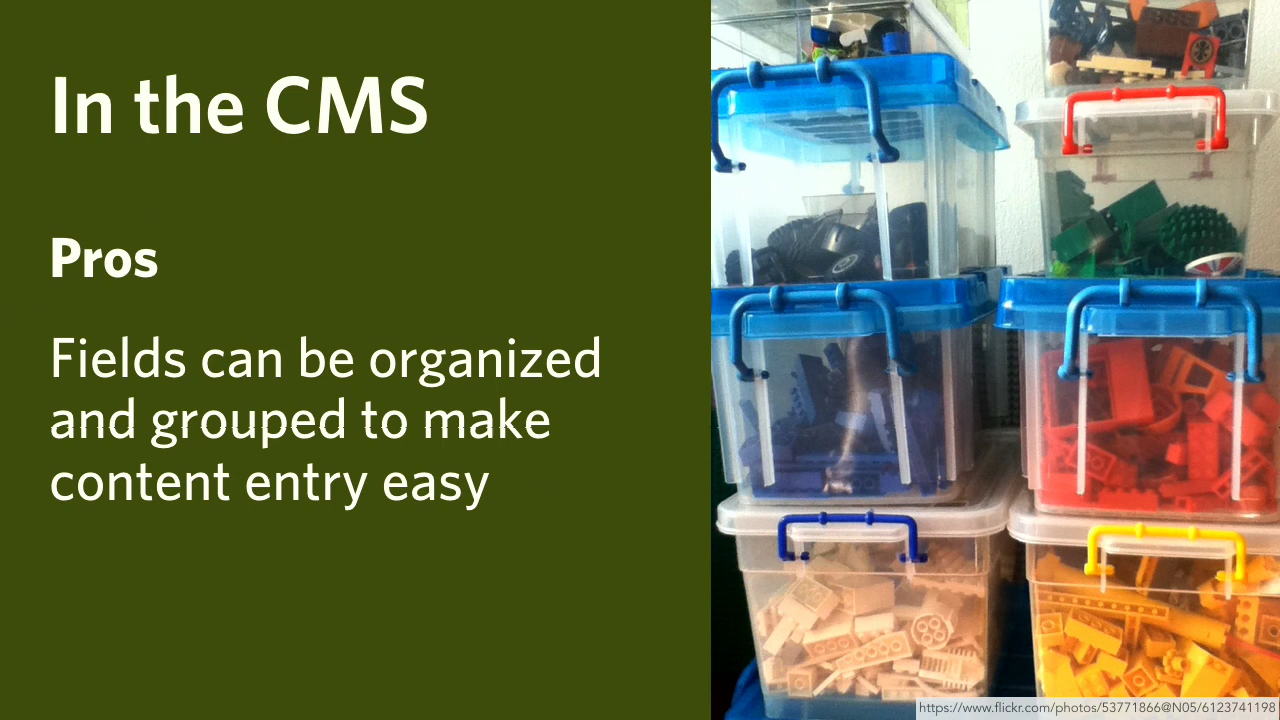 In the CMS
Pros
Fields can be organized
and grouped to make
content entry easy
https://www.flickr.com/photos/53771866@N05/6123741198